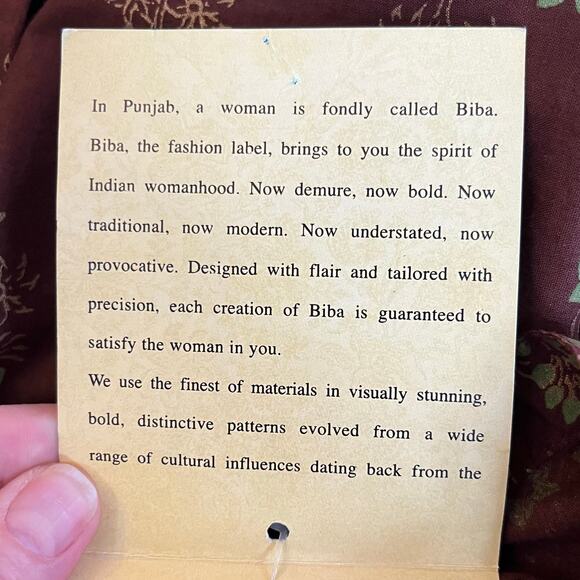 In Punjab, a woman is fondly called Biba.
Biba, the fashion label, brings to you the spirit of
Indian womanhood. Now demure, now bold. Now
traditional, now modern. Now understated, now
provocative. Designed with flair and tailored with
precision, each creation of Biba is guaranteed to
satisfy the woman in you.
We use the finest of materials in visually stunning,
bold, distinctive patterns evolved from a wide
range of cultural influences dating back from the